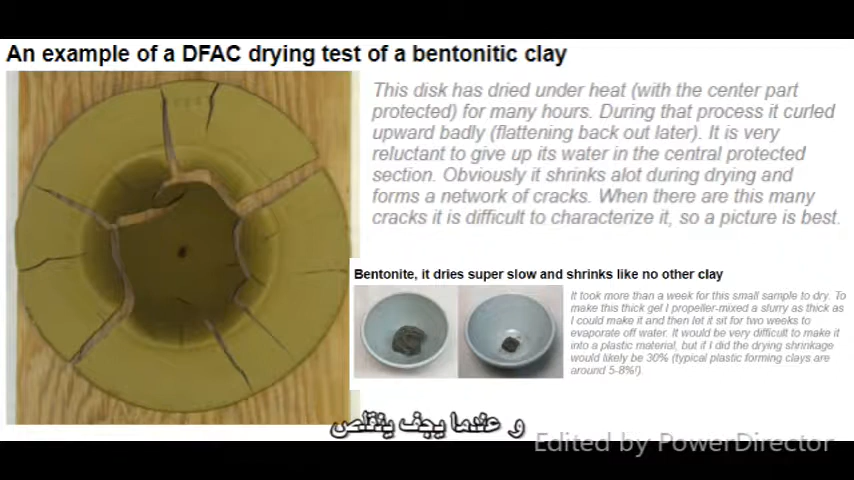 An example of a DFAC drying test of a bentonitic clay
This disk has dried under heat (with the center part
protected) for many hours. During that process it curled
upward badly (flattening back out later). It is very
reluctant to give up its water in the central protected
section. Obviously it shrinks alot during drying and
forms a network of cracks. When there are this many
cracks it is difficult to characterize it, so a picture is best.
Bentonite, it dries super slow and shrinks like no other clay
It took more than a week for this small sample to dry. To
make this thick gel I propeller-mixed a slurry as thick as
I could make it and then let it sit for two weeks to
evaporate off water. It would be very difficult to make it
into a plastic material, but if I did the drying shrinkage
would likely be 30% (typical plastic forming clays are
around 5-8%!).
و عندما يجف ينقلص
Edited by PowerDirector